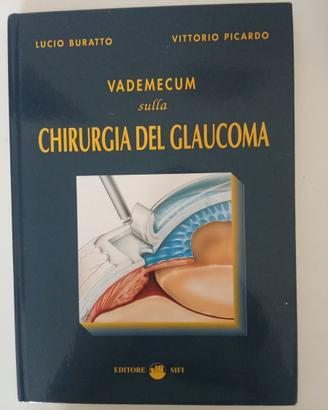 LUCIO BURATTO VITTORIO PICARDO
VADEMECUM
sulla
CHIRURGIA DEL GLAUCOMA
EDITORE SIFI